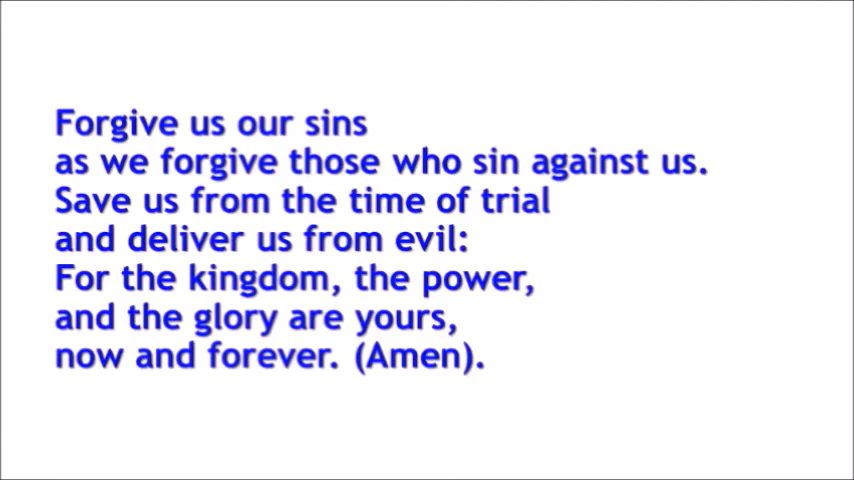 Forgive us our sins
as we forgive those who sin against us.
Save us from the time of trial
and deliver us from evil:
For the kingdom, the power,
and the glory are yours,
now and forever. (Amen).